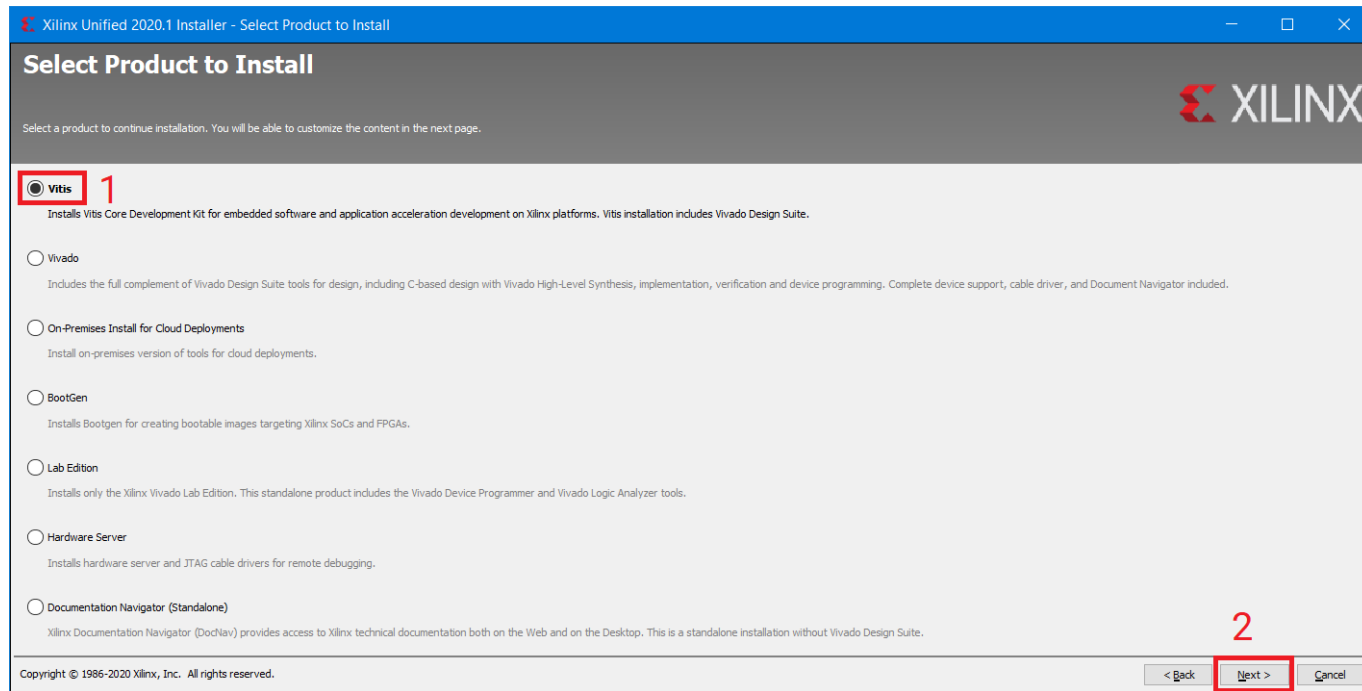 Xilinx Unified 2020.1 Installer - Select Product to Install
Select Product to Install
XILINX
Select a product to continue installation. You will be able to customize the content in the next page.
Vitis
1
Installs Vitis Core Development Kit for embedded software and application acceleration development on Xilinx platforms. Vitis installation includes Vivado Design Suite.
Vivado
Includes the full complement of Vivado Design Suite tools for design, including C-based design with Vivado High-Level Synthesis, implementation, verification and device programming. Complete device support, cable driver, and Document Navigator included.
On-Premises Install for Cloud Deployments
Install on-premises version of tools for cloud deployments.
BootGen
Installs Bootgen for creating bootable images targeting Xilinx SoCs and FPGAs.
Lab Edition
Installs only the Xilinx Vivado Lab Edition. This standalone product includes the Vivado Device Programmer and Vivado Logic Analyzer tools.
Hardware Server
Installs hardware server and JTAG cable drivers for remote debugging.
Documentation Navigator (Standalone)
Xilinx Documentation Navigator (DocNav) provides access to Xilinx technical documentation both on the Web and on the Desktop. This is a standalone installation without Vivado Design Suite.
2
Copyright © 1986-2020 Xilinx, Inc. All rights reserved.
< Back
Next >
Cancel